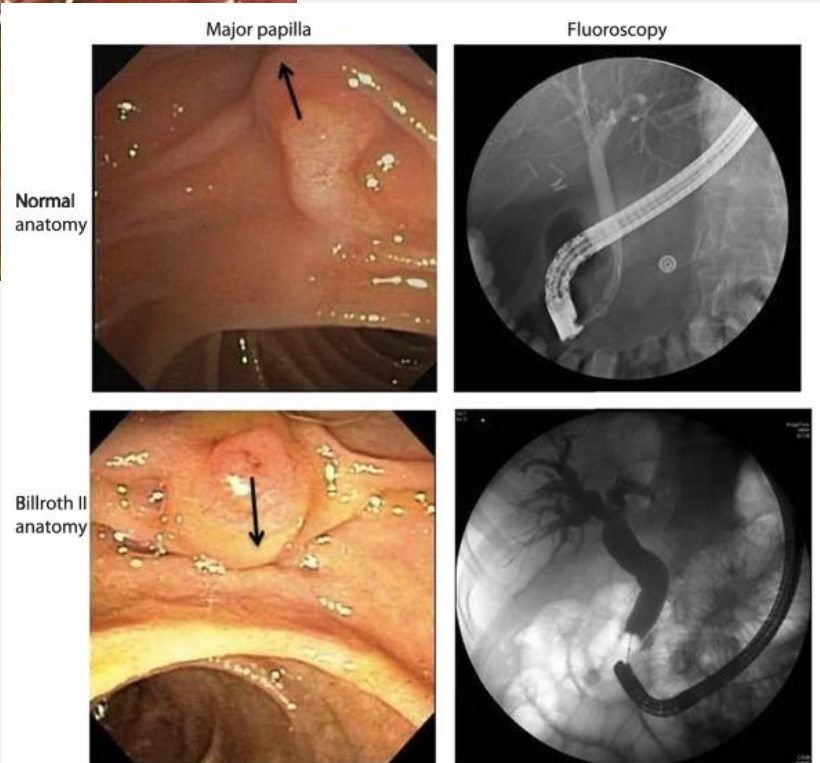 Major papilla
Fluoroscopy
Normal
anatomy
Billroth II
anatomy